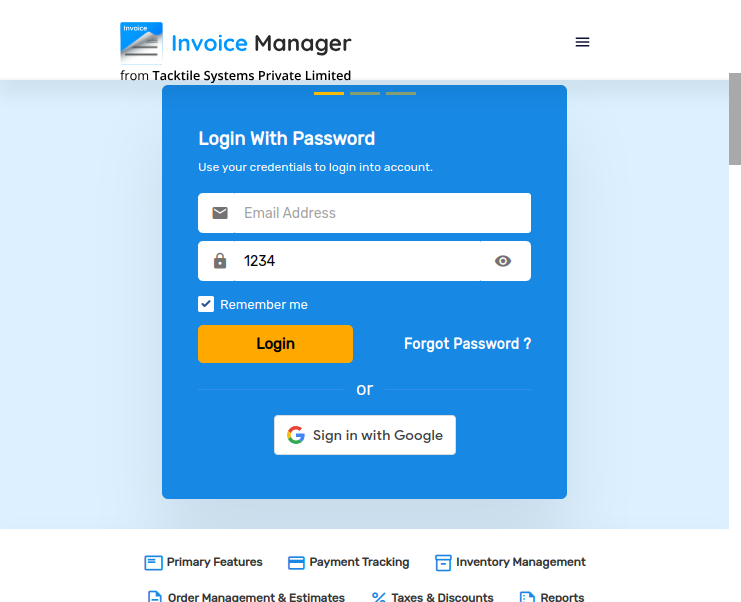 Invoice
Invoice Manager
from Tacktile Systems Private Limited
Login With Password
Use your credentials to login into account.
Email Address
1234
Remember me
Login
Forgot Password ?
or
Sign in with Google
Primary Features
Payment Tracking
Inventory Management
Order Management & Estimates
Taxes & Discounts
Reports